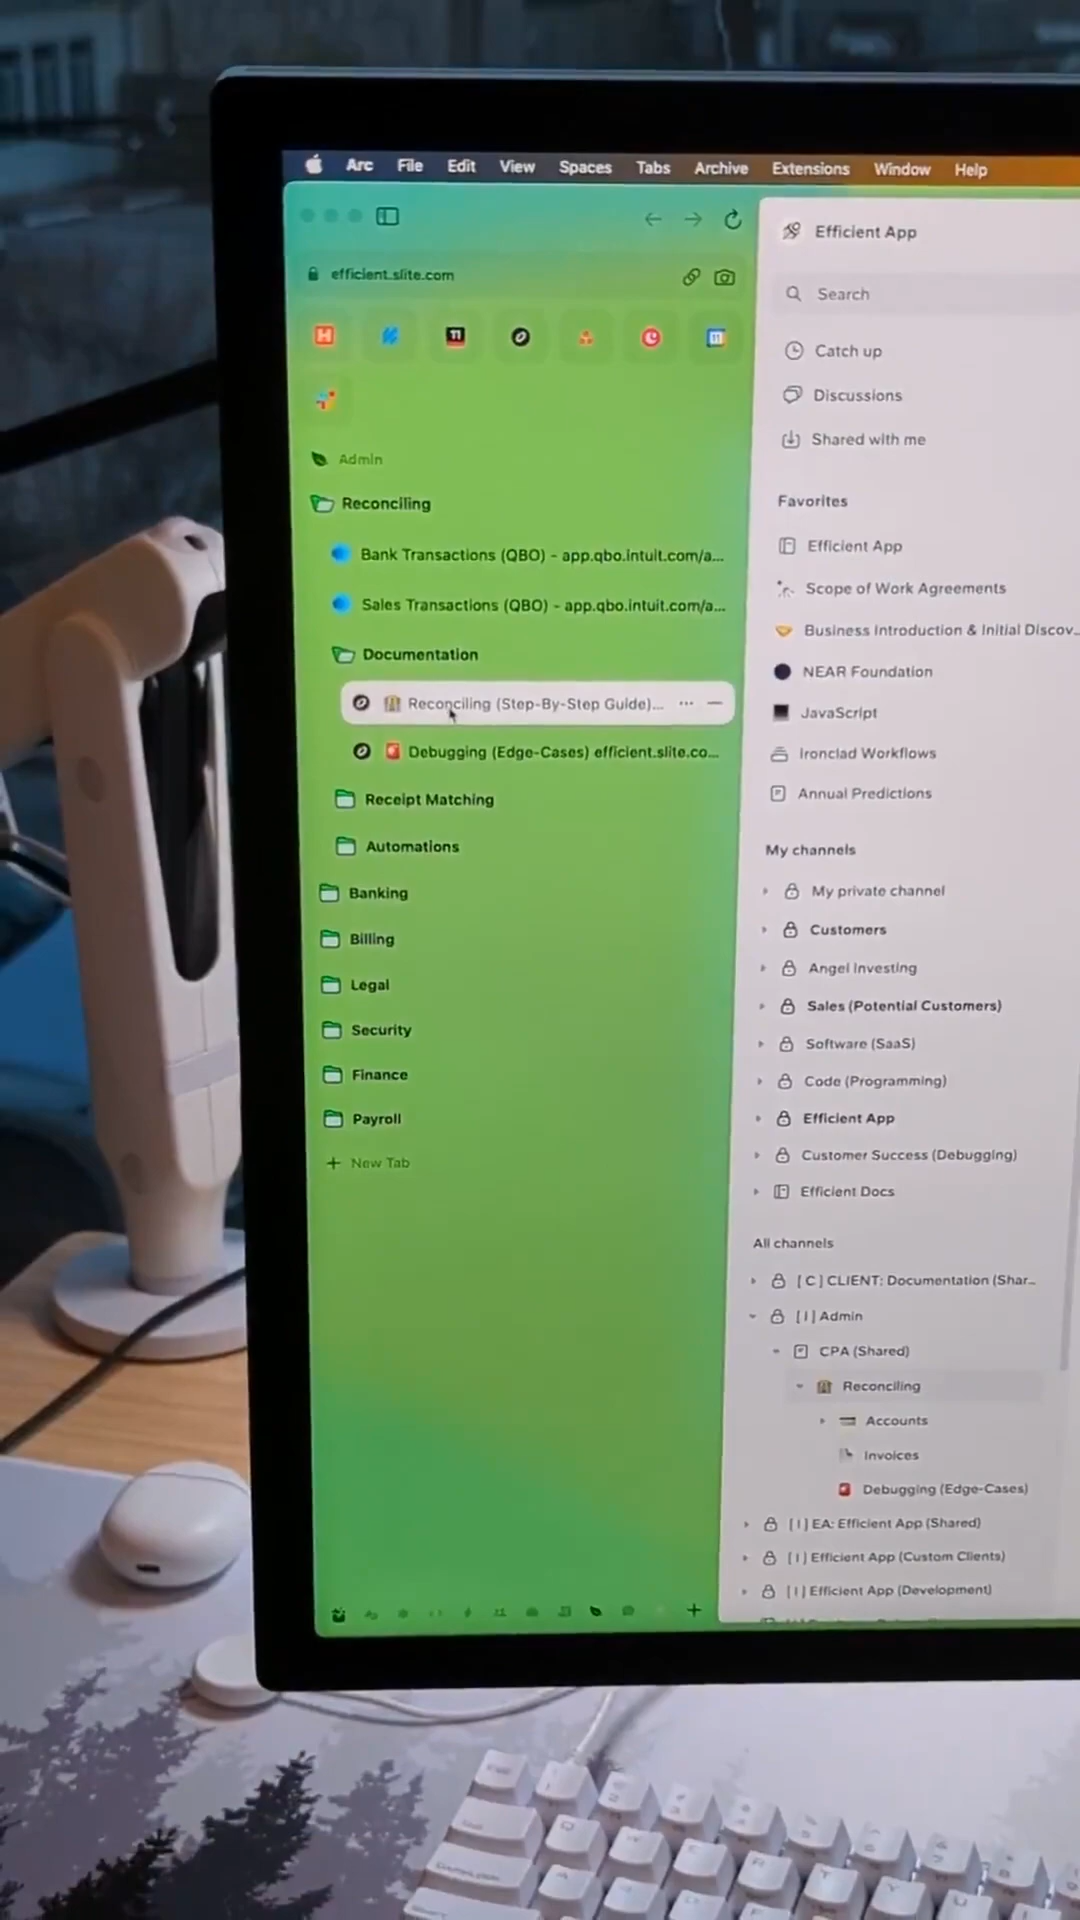 Arc File Edit View Spaces Tabs Archive Extensions Window Help
efficient.slite.com
Admin
Reconciling
Bank Transactions (QBO) - app.qbo.intuit.com/a...
Sales Transactions (QBO) - app.qbo.intuit.com/a...
Documentation
Reconciling (Step-By-Step Guide)...
Debugging (Edge-Cases) efficient.slite.co...
Receipt Matching
Automations
Banking
Billing
Legal
Security
Finance
Payroll
+ New Tab
Efficient App
Search
Catch up
Discussions
Shared with me
Favorites
Efficient App
Scope of Work Agreements
Business Introduction & Initial Discov...
NEAR Foundation
JavaScript
Ironclad Workflows
Annual Predictions
My channels
My private channel
Customers
Angel Investing
Sales (Potential Customers)
Software (SaaS)
Code (Programming)
Efficient App
Customer Success (Debugging)
Efficient Docs
All channels
[ C ] CLIENT: Documentation (Shar...
[ I ] Admin
CPA (Shared)
Reconciling
Accounts
Invoices
Debugging (Edge-Cases)
[ I ] EA: Efficient App (Shared)
[ I ] Efficient App (Custom Clients)
[ I ] Efficient App (Development)